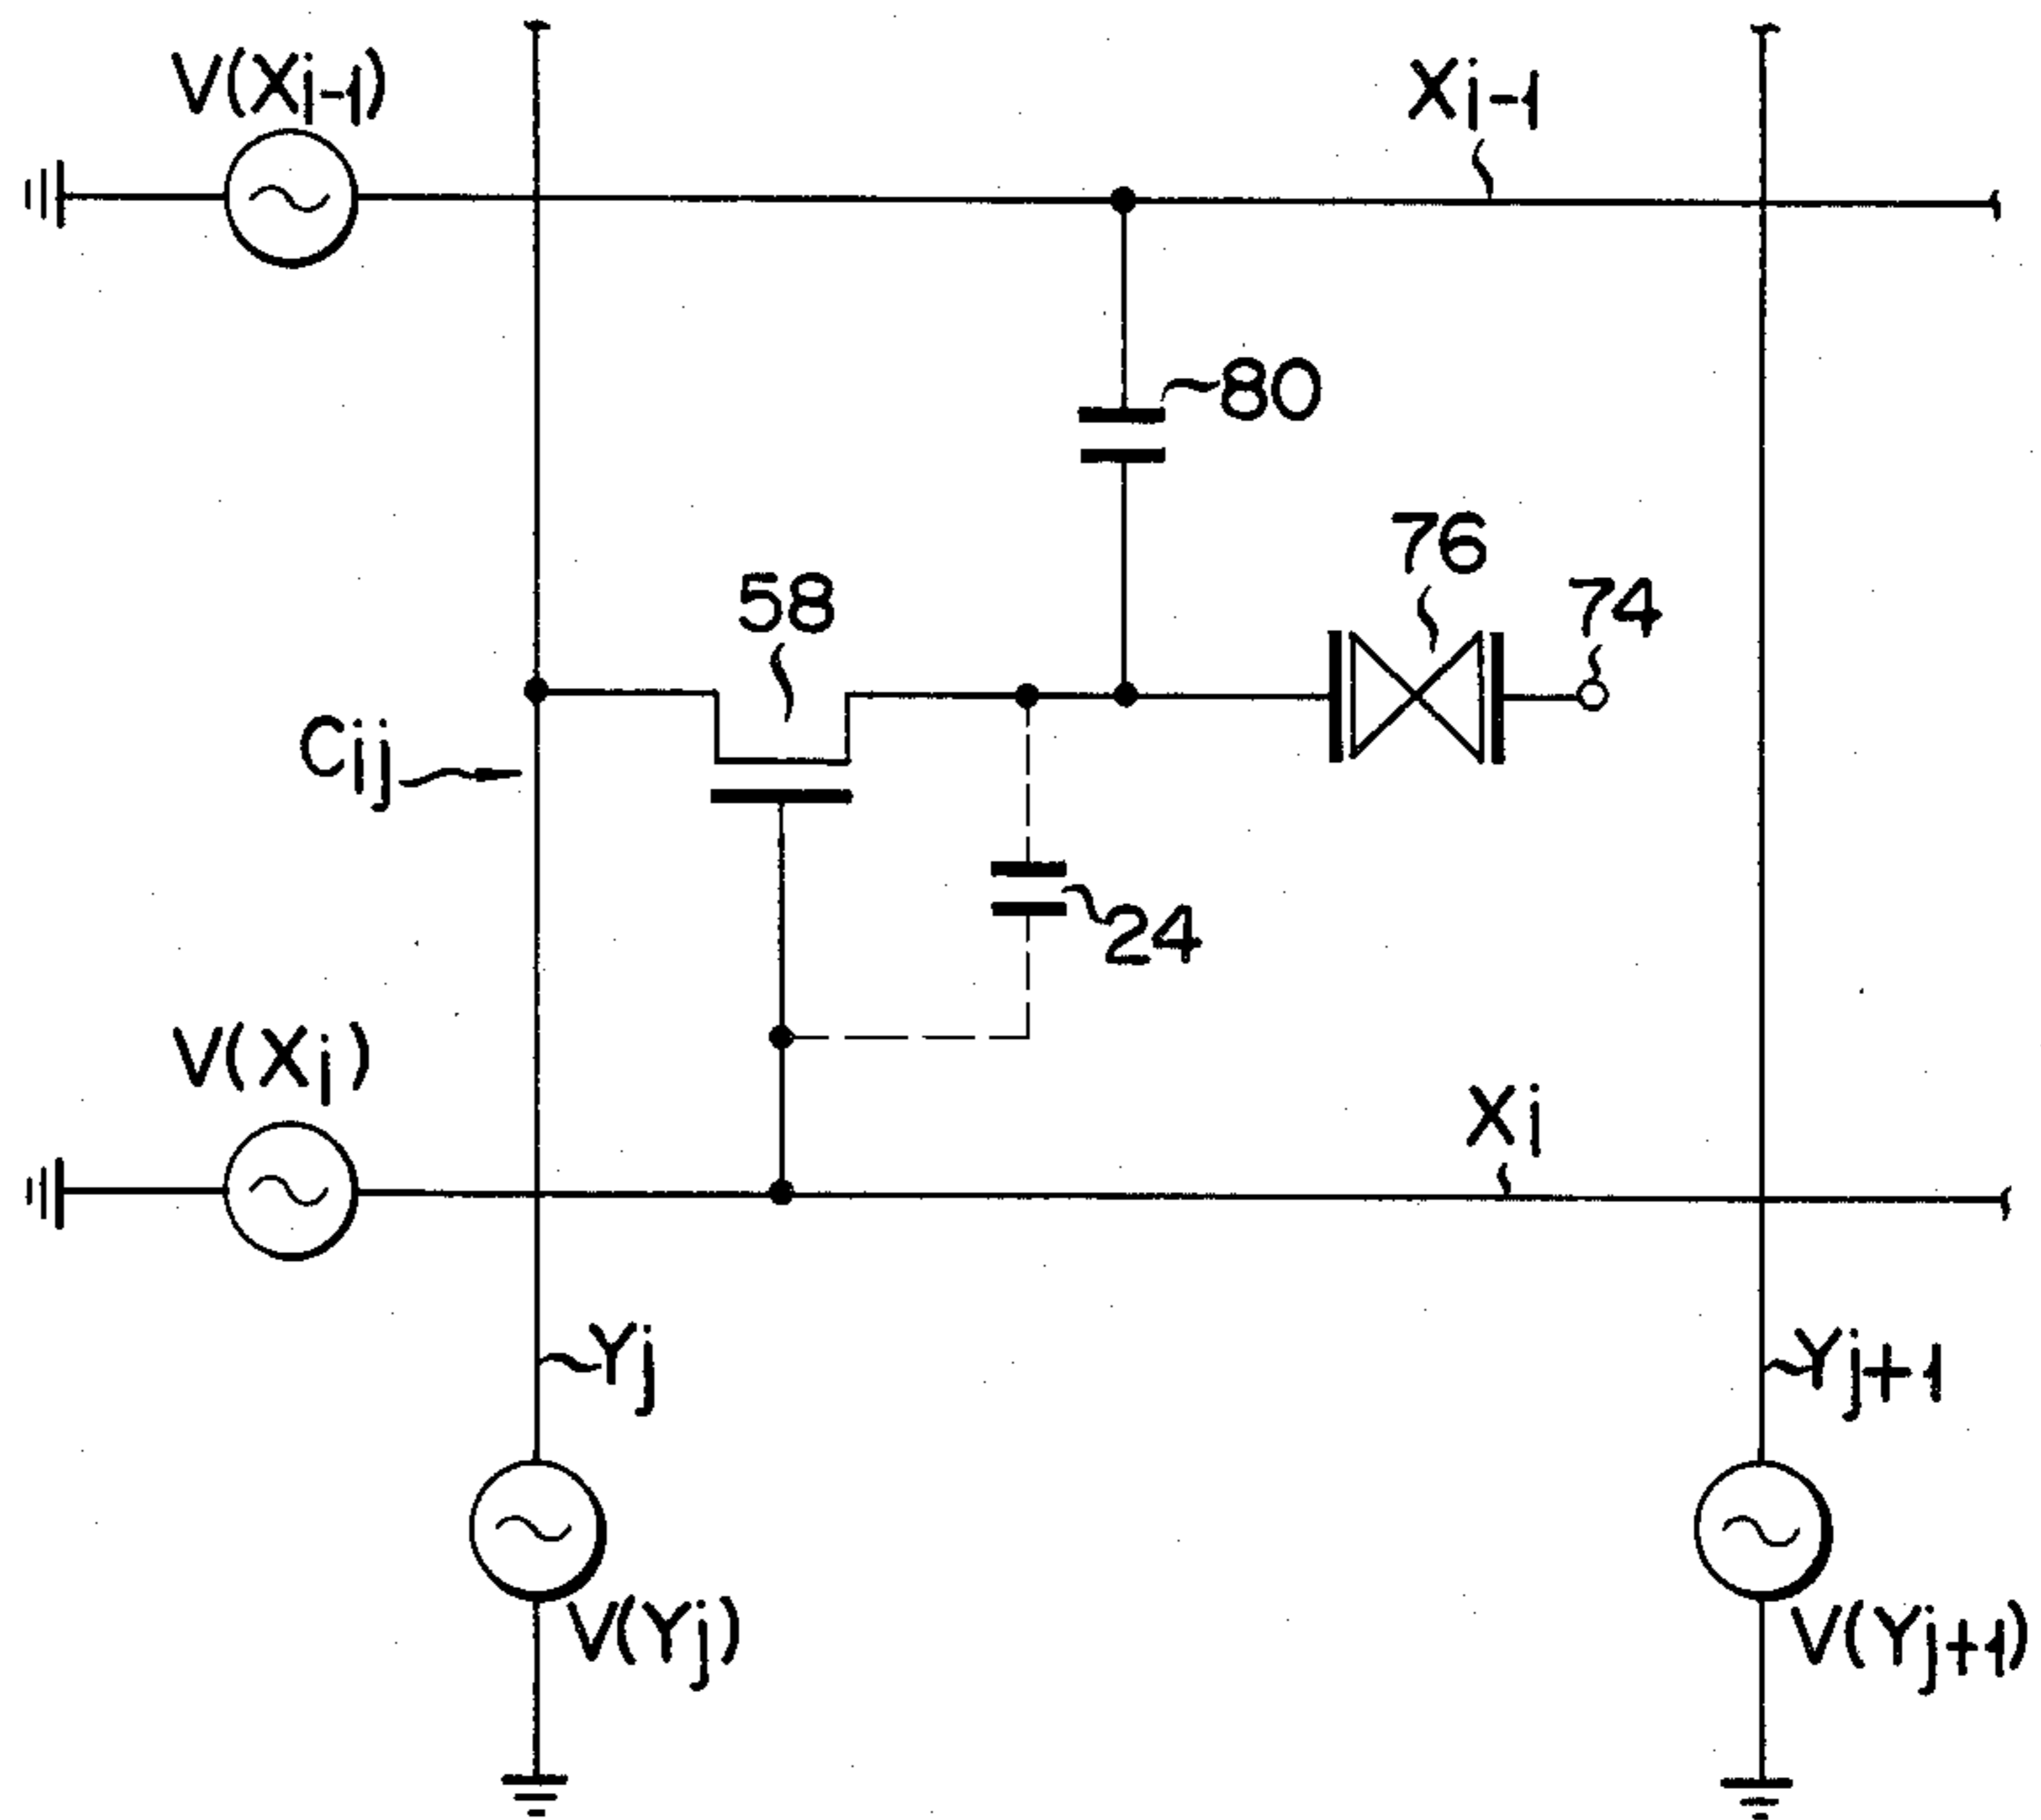 V(Xi-1)
Xi-1
80
76
74
58
Cij
24
V(Xi)
Xi
Yj
Yj+1
V(Yj)
V(Yj+1)